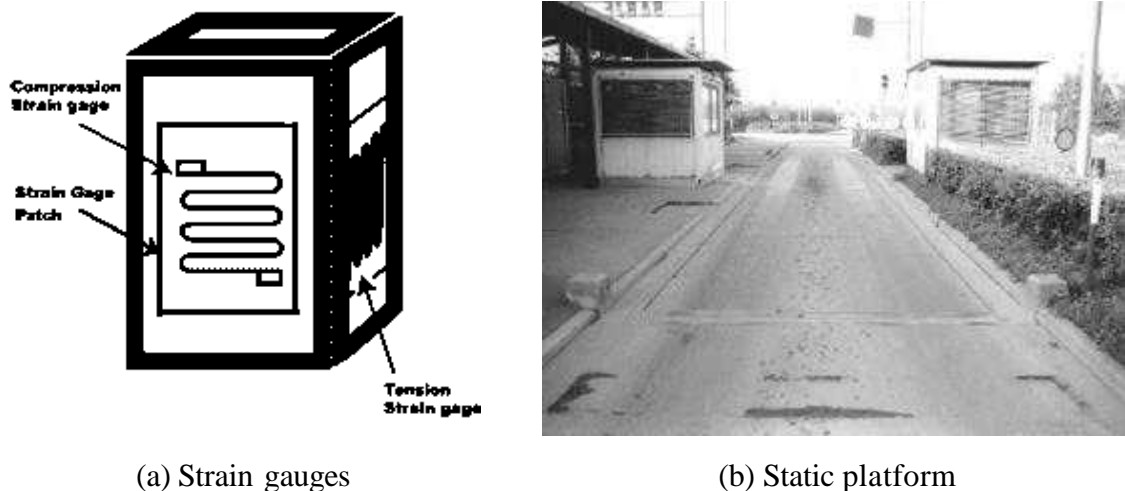 Compression
Strain gage
Strain Gage
Patch
Tension
Strain gage
(a) Strain gauges
(b) Static platform